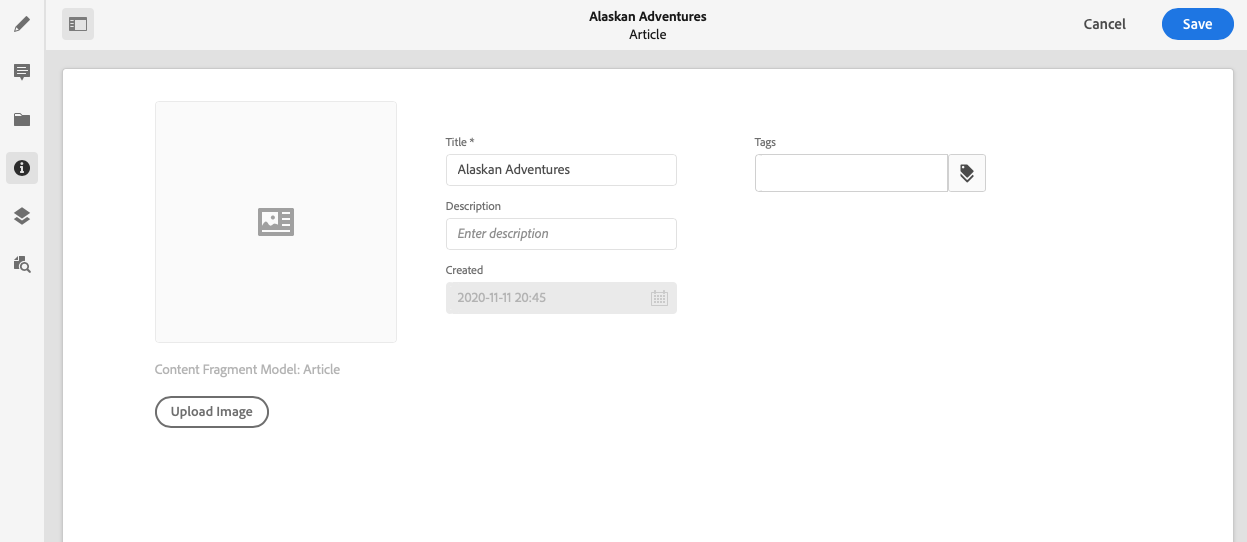 Alaskan Adventures
Article
Cancel
Save
Title *
Alaskan Adventures
Tags
Description
Enter description
Created
2020-11-11 20:45
Content Fragment Model: Article
Upload Image